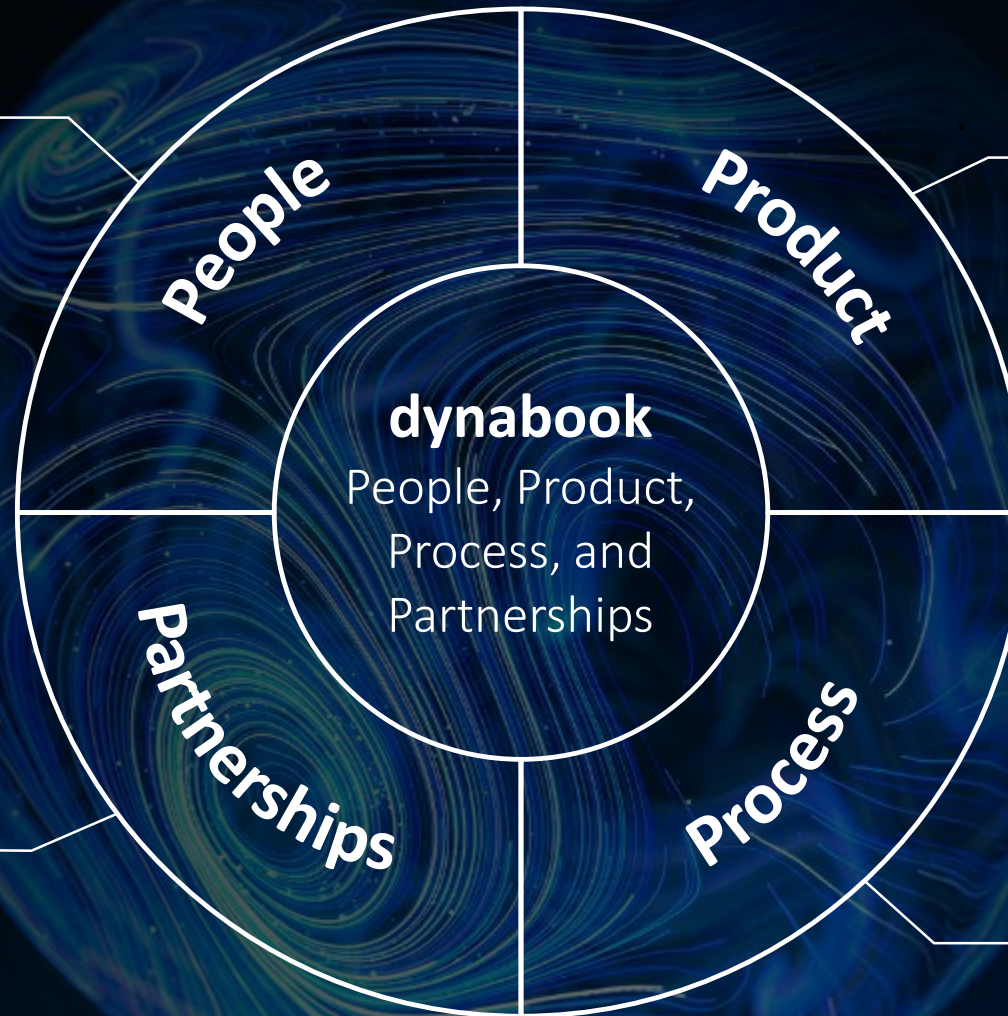 People
Product
dynabook
People, Product,
Process, and
Partnerships
Partnerships
Process